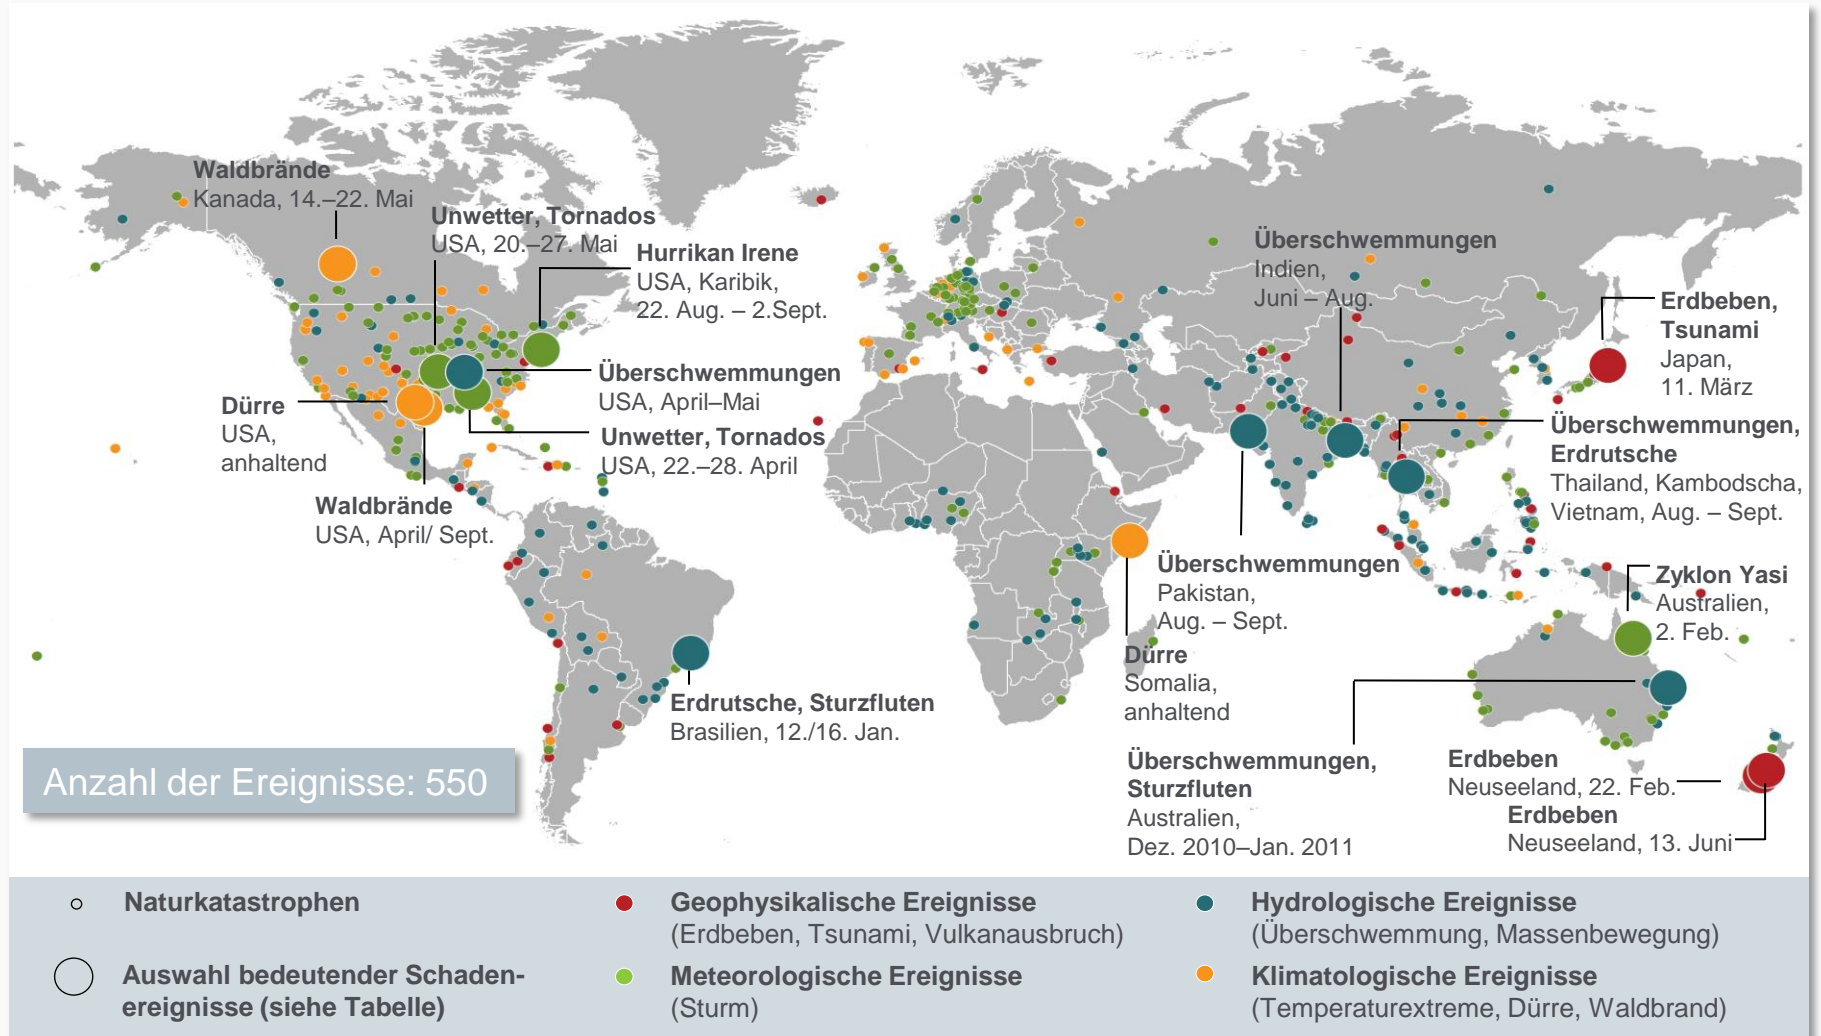 Waldbrände
Kanada, 14.–22. Mai
Unwetter, Tornados
USA, 20.–27. Mai
Hurrikan Irene
USA, Karibik,
22. Aug. – 2.Sept.
Überschwemmungen
Indien,
Juni – Aug.
Erdbeben,
Tsunami
Japan,
11. März
Überschwemmungen
USA, April–Mai
Dürre
USA,
anhaltend
Unwetter, Tornados
USA, 22.–28. April
Überschwemmungen,
Erdrutsche
Thailand, Kambodscha,
Vietnam, Aug. – Sept.
Waldbrände
USA, April/ Sept.
Überschwemmungen
Pakistan,
Aug. – Sept.
Zyklon Yasi
Australien,
2. Feb.
Dürre
Somalia,
anhaltend
Erdrutsche, Sturzfluten
Brasilien, 12./16. Jan.
Überschwemmungen,
Sturzfluten
Australien,
Dez. 2010–Jan. 2011
Erdbeben
Neuseeland, 22. Feb.
Erdbeben
Neuseeland, 13. Juni
Anzahl der Ereignisse: 550
Naturkatastrophen
Auswahl bedeutender Schaden-
ereignisse (siehe Tabelle)
Geophysikalische Ereignisse
(Erdbeben, Tsunami, Vulkanausbruch)
Meteorologische Ereignisse
(Sturm)
Hydrologische Ereignisse
(Überschwemmung, Massenbewegung)
Klimatologische Ereignisse
(Temperaturextreme, Dürre, Waldbrand)